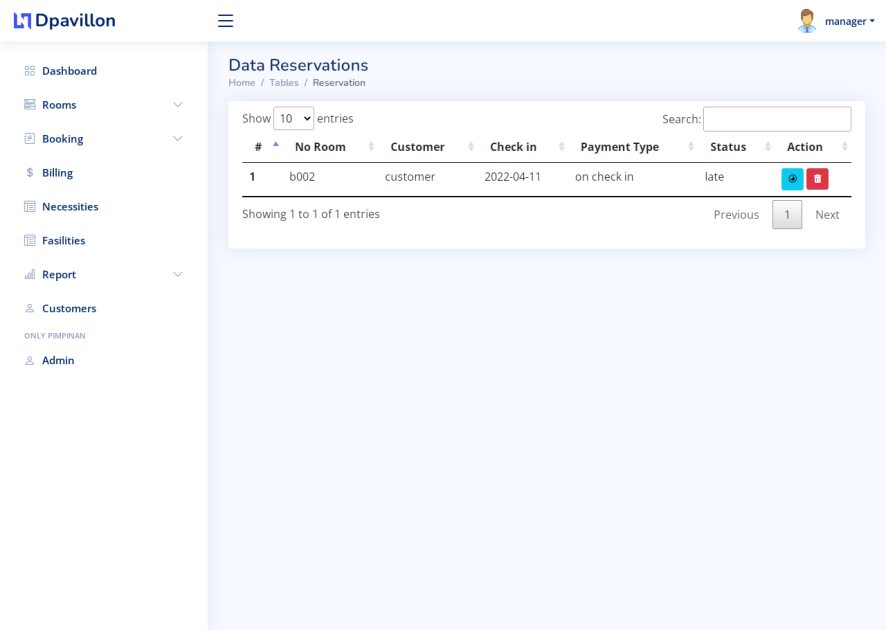 Dpavillon
manager
Dashboard
Rooms
Booking
Billing
Necessities
Fasilities
Report
Customers
ONLY PIMPINAN
Admin
Data Reservations
Home / Tables / Reservation
Show 10 entries
Search:
# No Room Customer Check in Payment Type Status Action
1 b002 customer 2022-04-11 on check in late
Showing 1 to 1 of 1 entries
Previous 1 Next